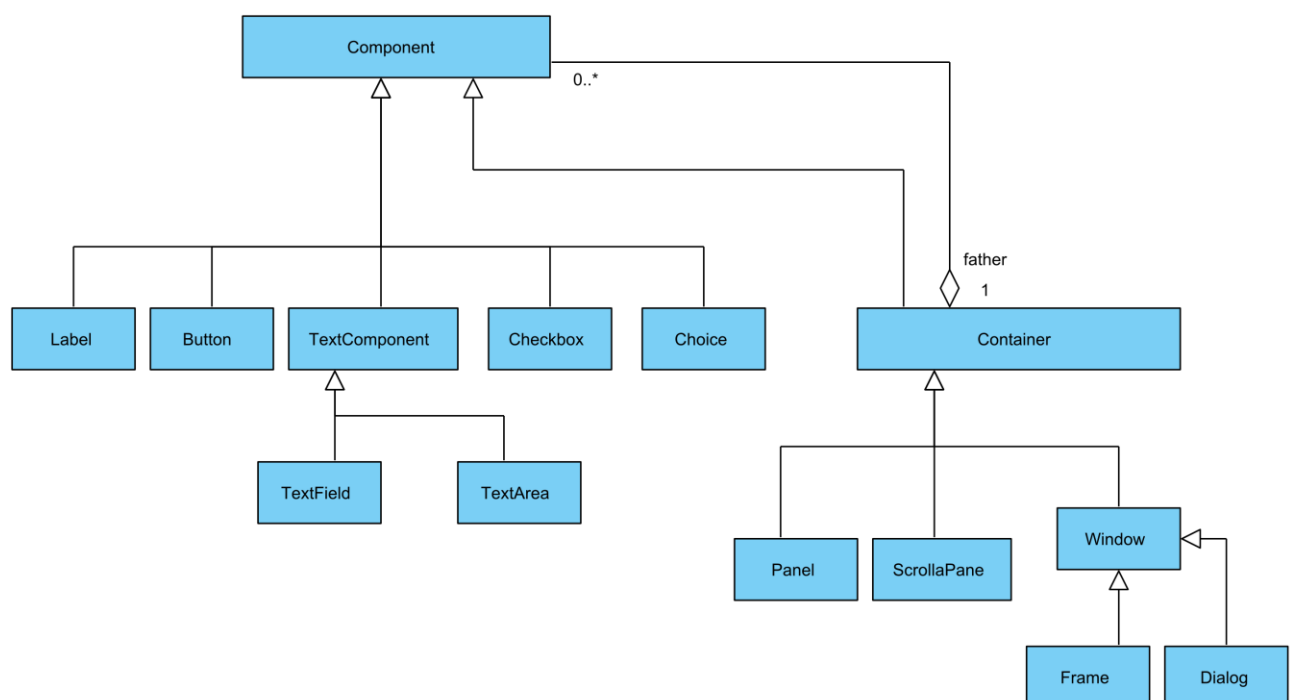 Component
0..*
father
1
Label
Button
TextComponent
Checkbox
Choice
Container
TextField
TextArea
Window
Panel
ScrollaPane
Frame
Dialog